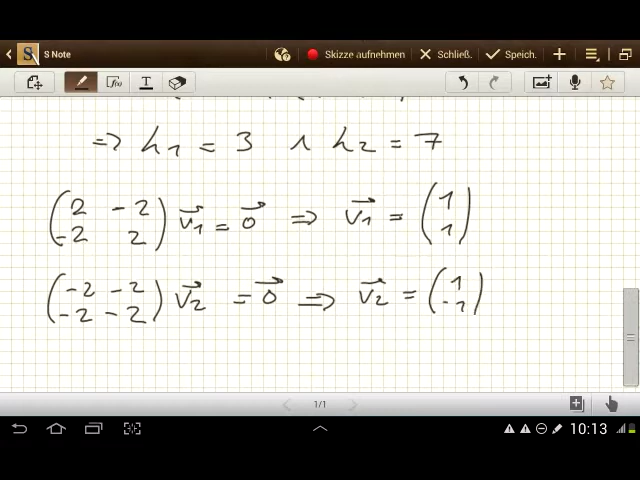 S Note
Skizze aufnehmen
Schließ.
Speich.
f(x)
T
=> λ₁ = 3 ∧ λ₂ = 7
(2 -2; -2 2) v⃗₁ = 0⃗ => v⃗₁ = (1; 1)
(-2 -2; -2 -2) v⃗₂ = 0⃗ => v⃗₂ = (1; -1)
1/1
10:13